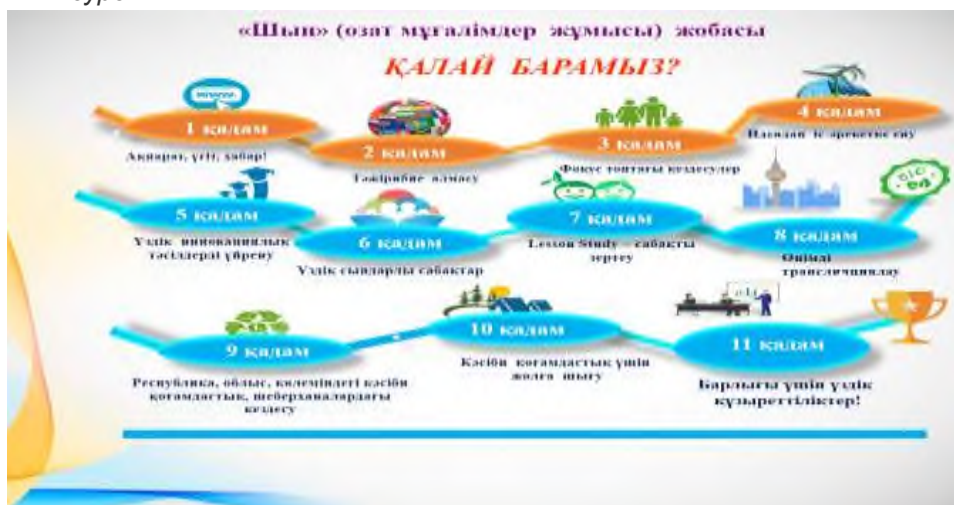 «Шың» (озат мұғалімдер жұмысы) жобасы
ҚАЛАЙ БАРАМЫЗ?
1 қадам
Ақпарат, үгіт, хабар!
2 қадам
Тәжірибие алмасу
3 қадам
Фокус топтағы кездесулер
4 қадам
Идеядан іс әрекетке ену
5 қадам
Үздік инновациялық
тәсілдерді үйрену
6 қадам
Үздік сындарлы сабақтар
7 қадам
Lesson Study – сабақты
зерттеу
8 қадам
9 қадам
Республика, облыс, көлеміндегі кәсіби
қоғамдастық, шеберханалардағы
кездесу
10 қадам
Кәсіби қоғамдастық үшін
жолға шығу
11 қадам
Барлығы үшін үздік
құзыреттіліктер!